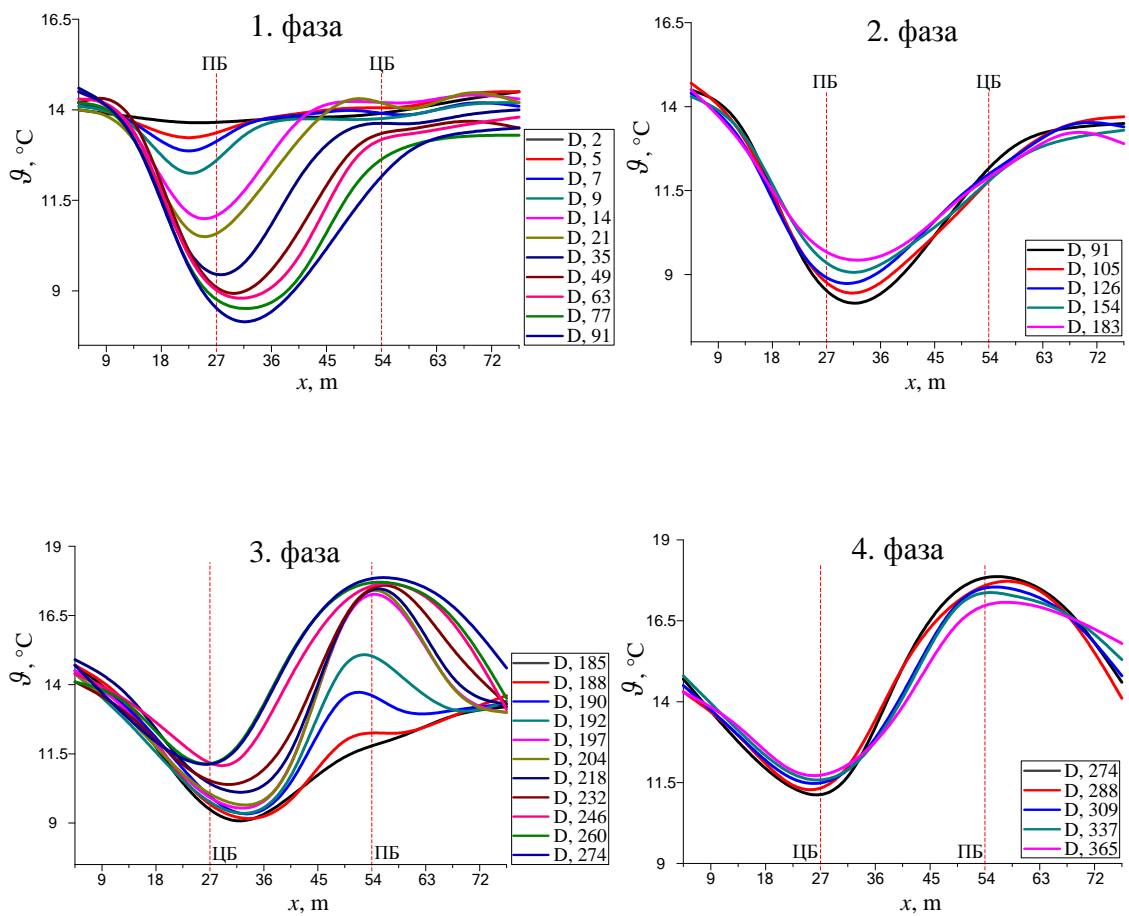 1. фаза
16.5
14
11.5
9
ϑ, °C
ПБ
ЦБ
D, 2
D, 5
D, 7
D, 9
D, 14
D, 21
D, 35
D, 49
D, 63
D, 77
D, 91
9 18 27 36 45 54 63 72
x, m
2. фаза
16.5
14
11.5
9
ϑ, °C
ПБ
ЦБ
D, 91
D, 105
D, 126
D, 154
D, 183
9 18 27 36 45 54 63 72
x, m
3. фаза
19
16.5
14
11.5
9
ϑ, °C
ЦБ
ПБ
D, 185
D, 188
D, 190
D, 192
D, 197
D, 204
D, 218
D, 232
D, 246
D, 260
D, 274
9 18 27 36 45 54 63 72
x, m
4. фаза
19
16.5
14
11.5
9
ϑ, °C
ЦБ
ПБ
D, 274
D, 288
D, 309
D, 337
D, 365
9 18 27 36 45 54 63 72
x, m